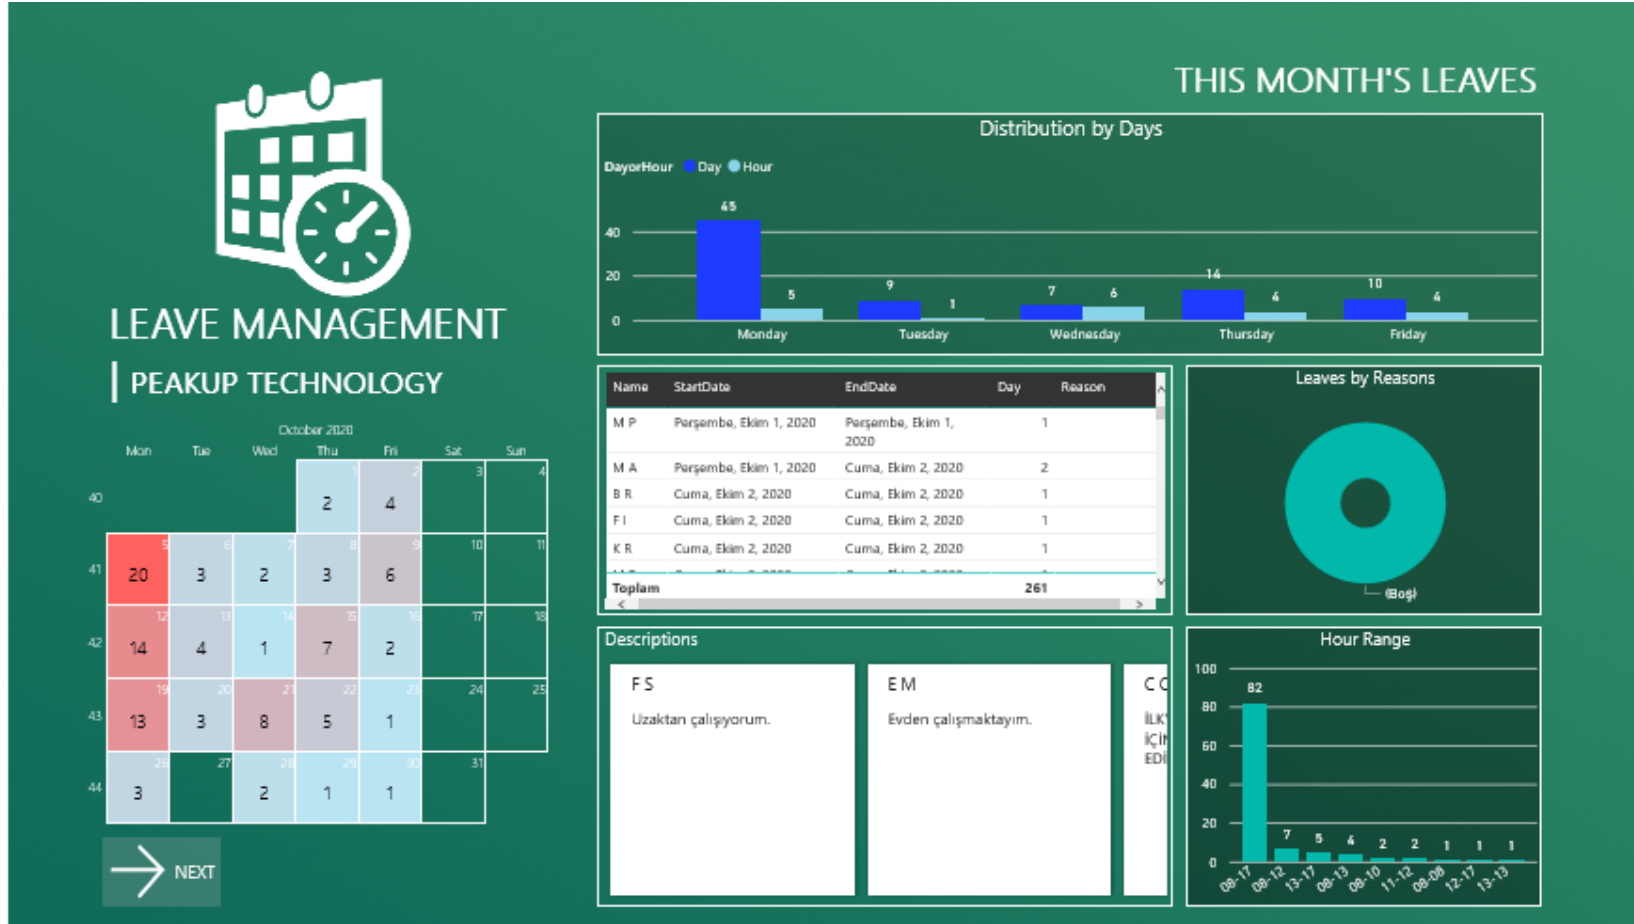 THIS MONTH'S LEAVES
LEAVE MANAGEMENT
PEAKUP TECHNOLOGY
October 2020
Mon Tue Wed Thu Fri Sat Sun
1 2 3 4
40 2 4
5 6 7 8 9 10 11
41 20 3 2 3 6
12 13 14 15 16 17 18
42 14 4 1 7 2
19 20 21 22 23 24 25
43 13 3 8 5 1
26 27 28 29 30 31
44 3 2 1 1
NEXT
Distribution by Days
DayorHour Day Hour
45
40
20
0
5 9 1 7 6 14 4 10 4
Monday Tuesday Wednesday Thursday Friday
Name StartDate EndDate Day Reason
M P Perşembe, Ekim 1, 2020 Perşembe, Ekim 1, 1
2020
M A Perşembe, Ekim 1, 2020 Cuma, Ekim 2, 2020 2
B R Cuma, Ekim 2, 2020 Cuma, Ekim 2, 2020 1
F I Cuma, Ekim 2, 2020 Cuma, Ekim 2, 2020 1
K R Cuma, Ekim 2, 2020 Cuma, Ekim 2, 2020 1
Toplam 261
Leaves by Reasons
(Boş)
Descriptions
F S
Uzaktan çalışıyorum.
E M
Evden çalışmaktayım.
Hour Range
100
80
60
40
20
0
82 7 5 4 2 2 1 1 1
08-17 08-12 13-17 08-13 08-10 11-12 08-08 12-17 13-13